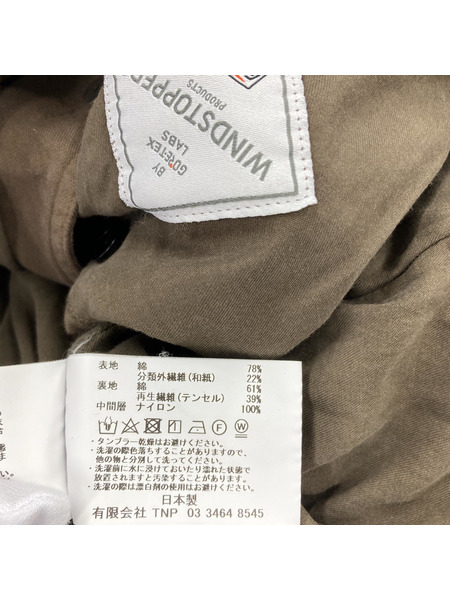 WINDSTOPPER
PRODUCTS
BY
GORE-TEX
LABS
表地 綿 78%
分類外繊維(和紙) 22%
裏地 綿 61%
再生繊維(テンセル) 39%
中間層 ナイロン 100%
・タンブラー乾燥はお避けください。
・洗濯の際色落ちすることがありますので、
他の物と分別して洗ってください。
・洗濯前に水に浸けておいたり濡れた状態で
放置されますと汚染することがあります。
・洗濯の際は漂白剤の使用はお避けください。
日本製
有限会社 TNP 03 3464 8545